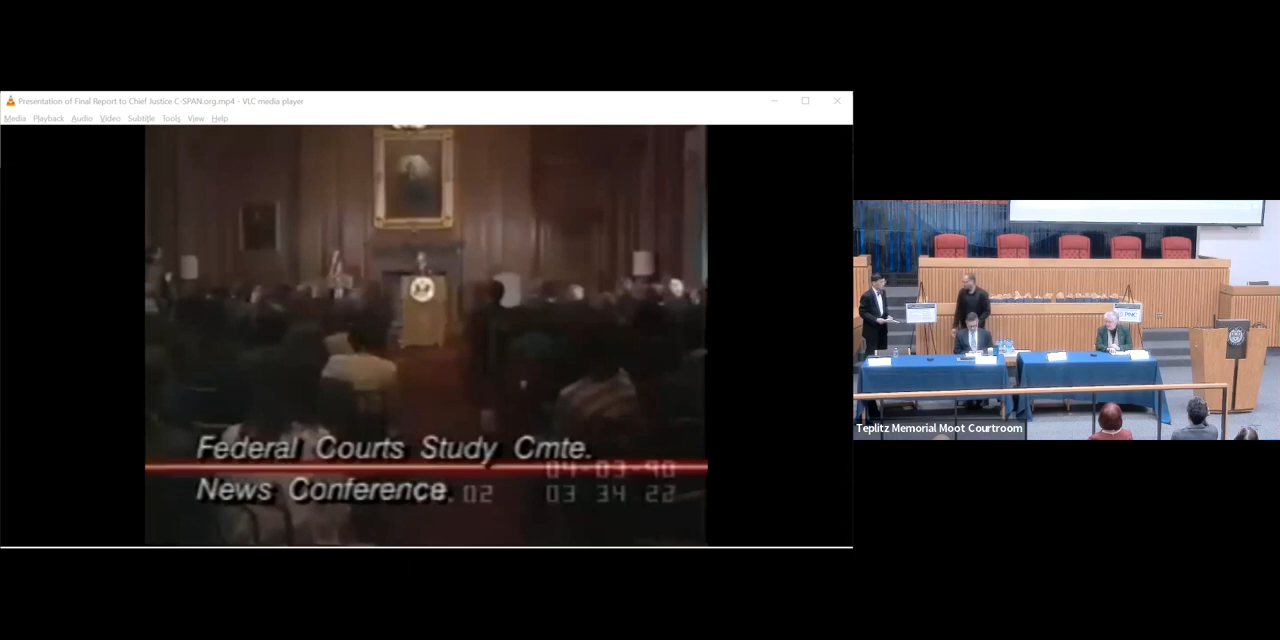 Presentation of Final Report to Chief Justice C-SPAN.org.mp4 - VLC media player
Media Playback Audio Video Subtitle Tools View Help
Federal Courts Study Cmte.
04-03-90
News Conference.
02 03 34 22
PNC
Teplitz Memorial Moot Courtroom